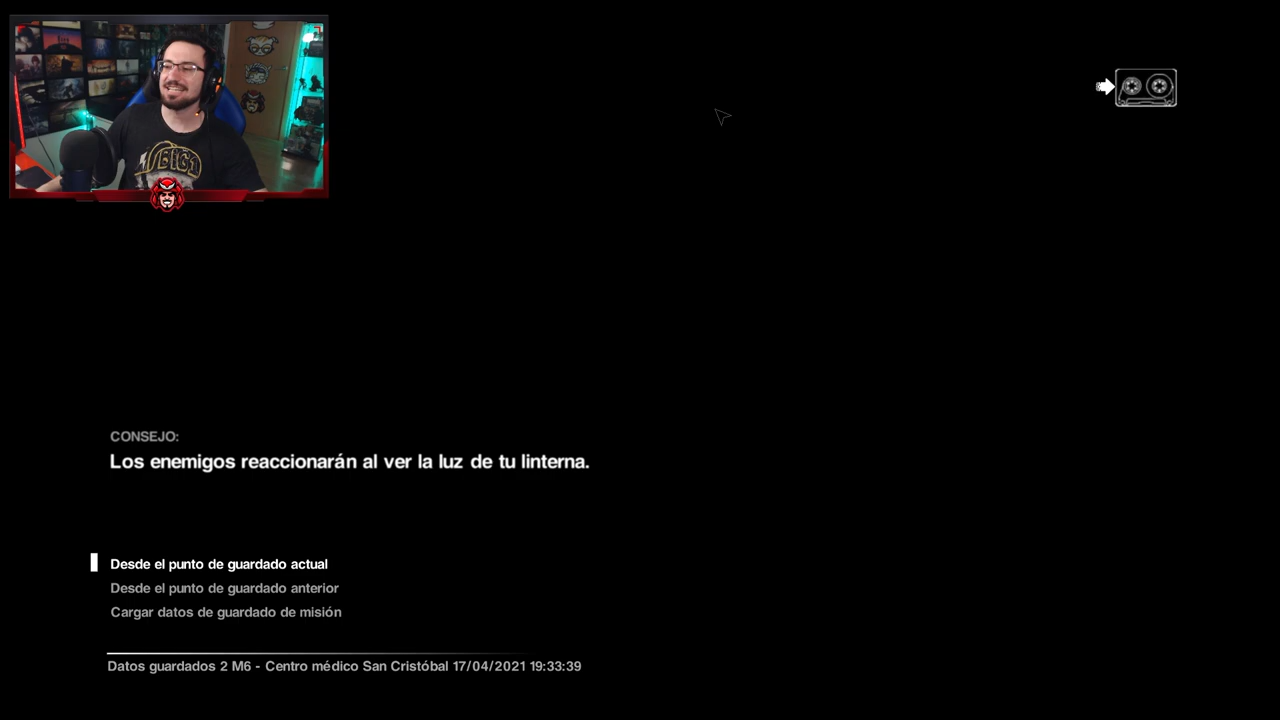 BIG
CONSEJO:
Los enemigos reaccionarán al ver la luz de tu linterna.
Desde el punto de guardado actual
Desde el punto de guardado anterior
Cargar datos de guardado de misión
Datos guardados 2 M6 - Centro médico San Cristóbal 17/04/2021 19:33:39